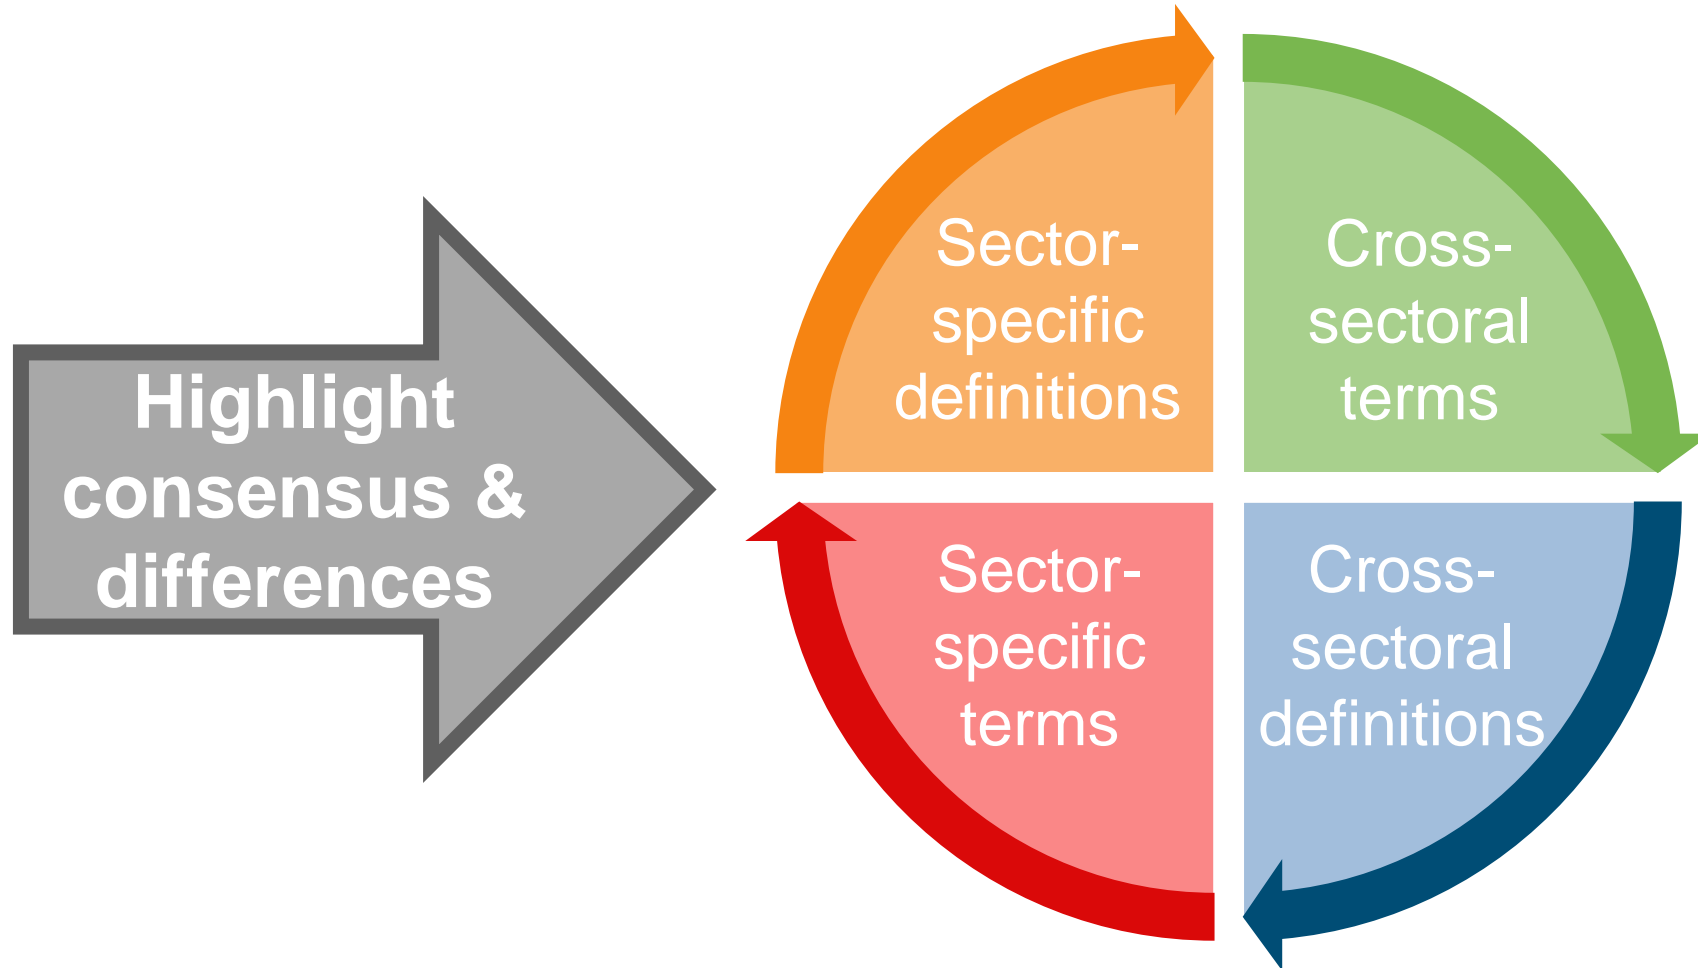 Highlight
consensus &
differences
Sector-
specific
definitions
Cross-
sectoral
terms
Sector-
specific
terms
Cross-
sectoral
definitions